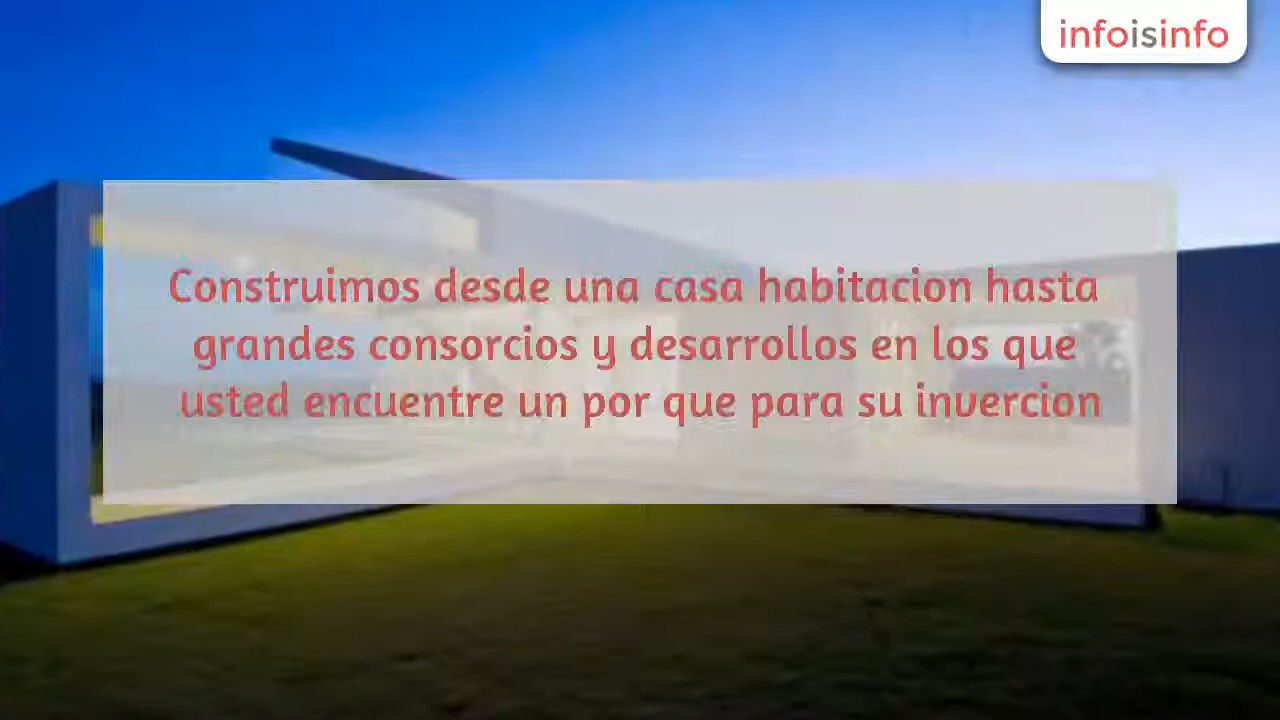 infoisinfo
Construimos desde una casa habitacion hasta
grandes consorcios y desarrollos en los que
usted encuentre un por que para su invercion